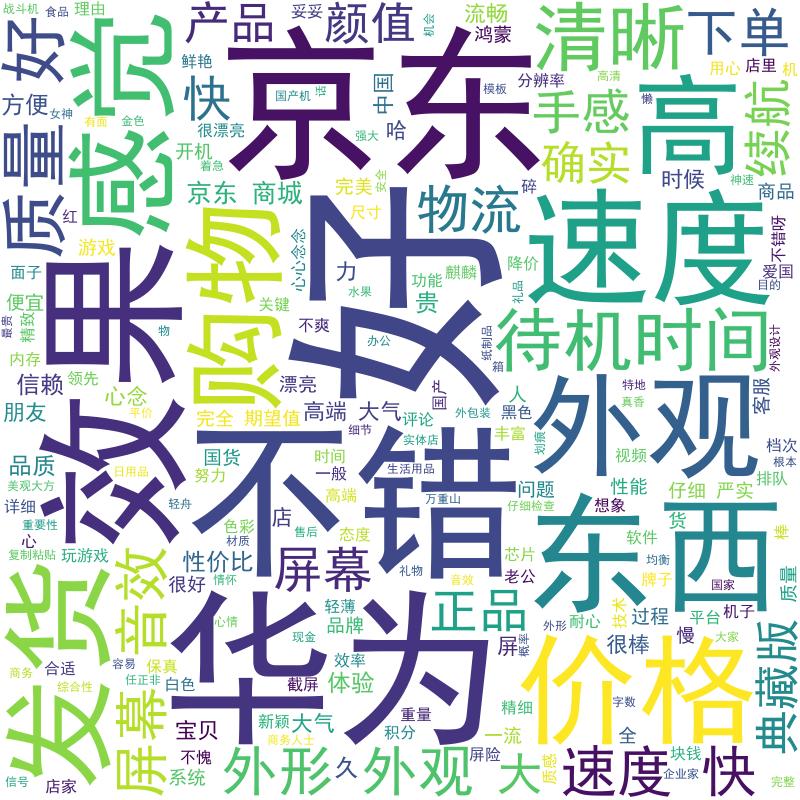 战斗机
食品
理由
产品
颜值
妥妥
机会
流畅
鸿蒙
清晰
下单
好
感觉
京东
高
鲜艳
快
国产机
中国
模板
分辨率
高清
用心
店里
机
懒
方便
女神
有面
金色
很漂亮
强大
哈
手感
续航
质量
开机
着急
完美
安全
碎
确实
时候
神速
商品
京东 商城
尺寸
物流
红
游戏
购物
心心念念
力
功能
麒麟
降价
礼品
速度
爱国
不错呀
目的
面子
便宜
最贵
精致
果
物
关键
水果
贵
好
不爽
办公
纸制品
箱
待机时间
外观设计
内存
领先
信赖
心念
漂亮
国产
人
特地
真香
客服
朋友
平价
完全 期望值
高端 大气
细节
评论
实体店
外包装
黑色
丰富
划痕
外观
档次
根本
品质
日用品
效
国货
努力
时间
一般
生活用品
不错
视频
排队
美观大方
详细
轻舟
高端
万重山
问题
性能
仔细 严实
仔细检查
想象
重要性
心
材质
色彩
店
售后
态度
货
东西
复制粘贴
玩游戏
音效
性价比
很好
情怀
屏幕
礼物
音效
芯片
老公
软件
均衡
牌子
国家
棒
质量
发货
轻薄
品牌
正品
耐心
技术
过程
平台
机子
心情
现金
华为
屏
概率
外形
很棒
慢
大家
典藏版
商务
合适
容易
保真
效率
综合性
任正非
白色
截屏
体验
价格
屏幕
宝贝
新颖
大气
重量
积分
精细
字数
商务人士
不愧
一流
全
块钱
信号
店家
系统
外形
久
外观
屏险
大
质感
速度
快
企业家
完整